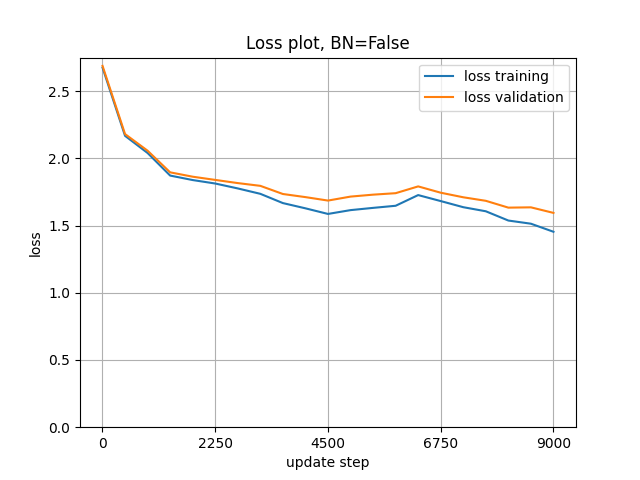 Loss plot, BN=False
loss training
loss validation
2.5
2.0
1.5
1.0
0.5
0.0
loss
0 2250 4500 6750 9000
update step